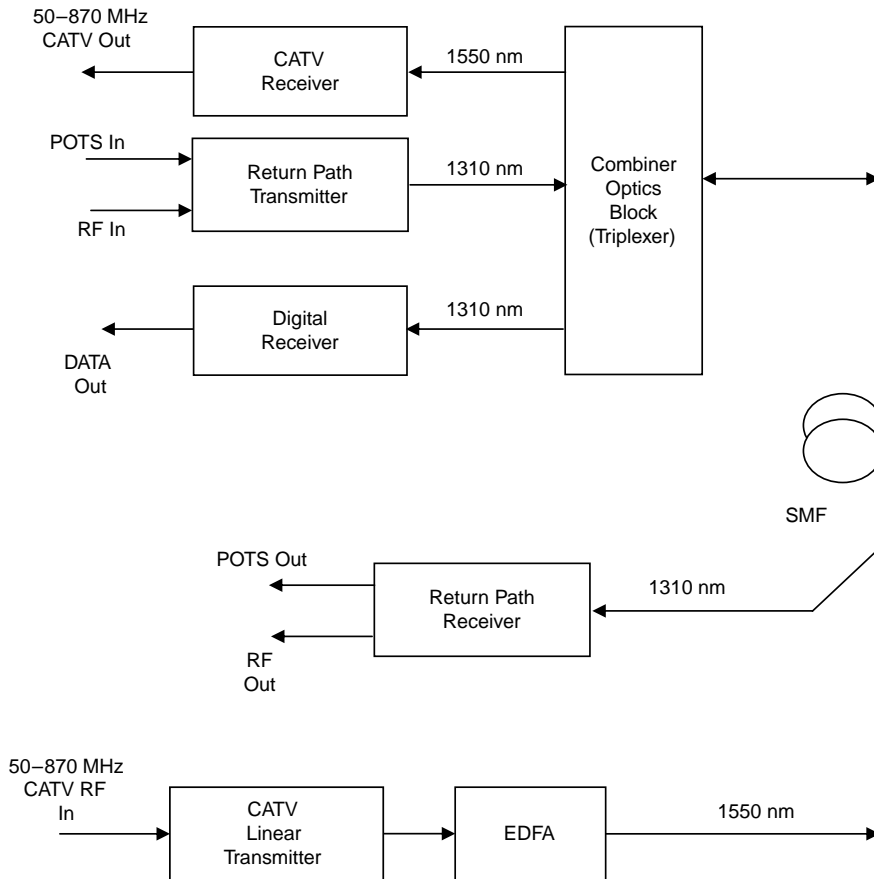 50–870 MHz
CATV Out
CATV
Receiver
1550 nm
POTS In
RF In
Return Path
Transmitter
1310 nm
Combiner
Optics
Block
(Triplexer)
Digital
Receiver
1310 nm
DATA
Out
SMF
POTS Out
RF
Out
Return Path
Receiver
1310 nm
50–870 MHz
CATV RF
In
CATV
Linear
Transmitter
EDFA
1550 nm